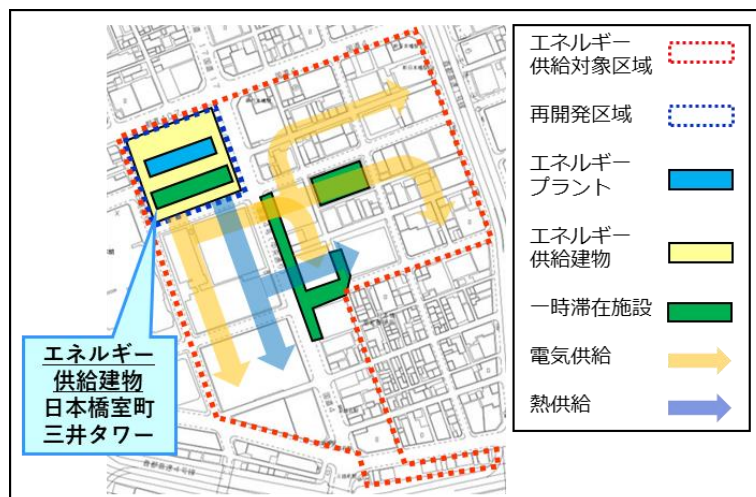 エネルギー
供給対象区域
再開発区域
エネルギー
プラント
エネルギー
供給建物
一時滞在施設
電気供給
熱供給
エネルギー
供給建物
日本橋室町
三井タワー